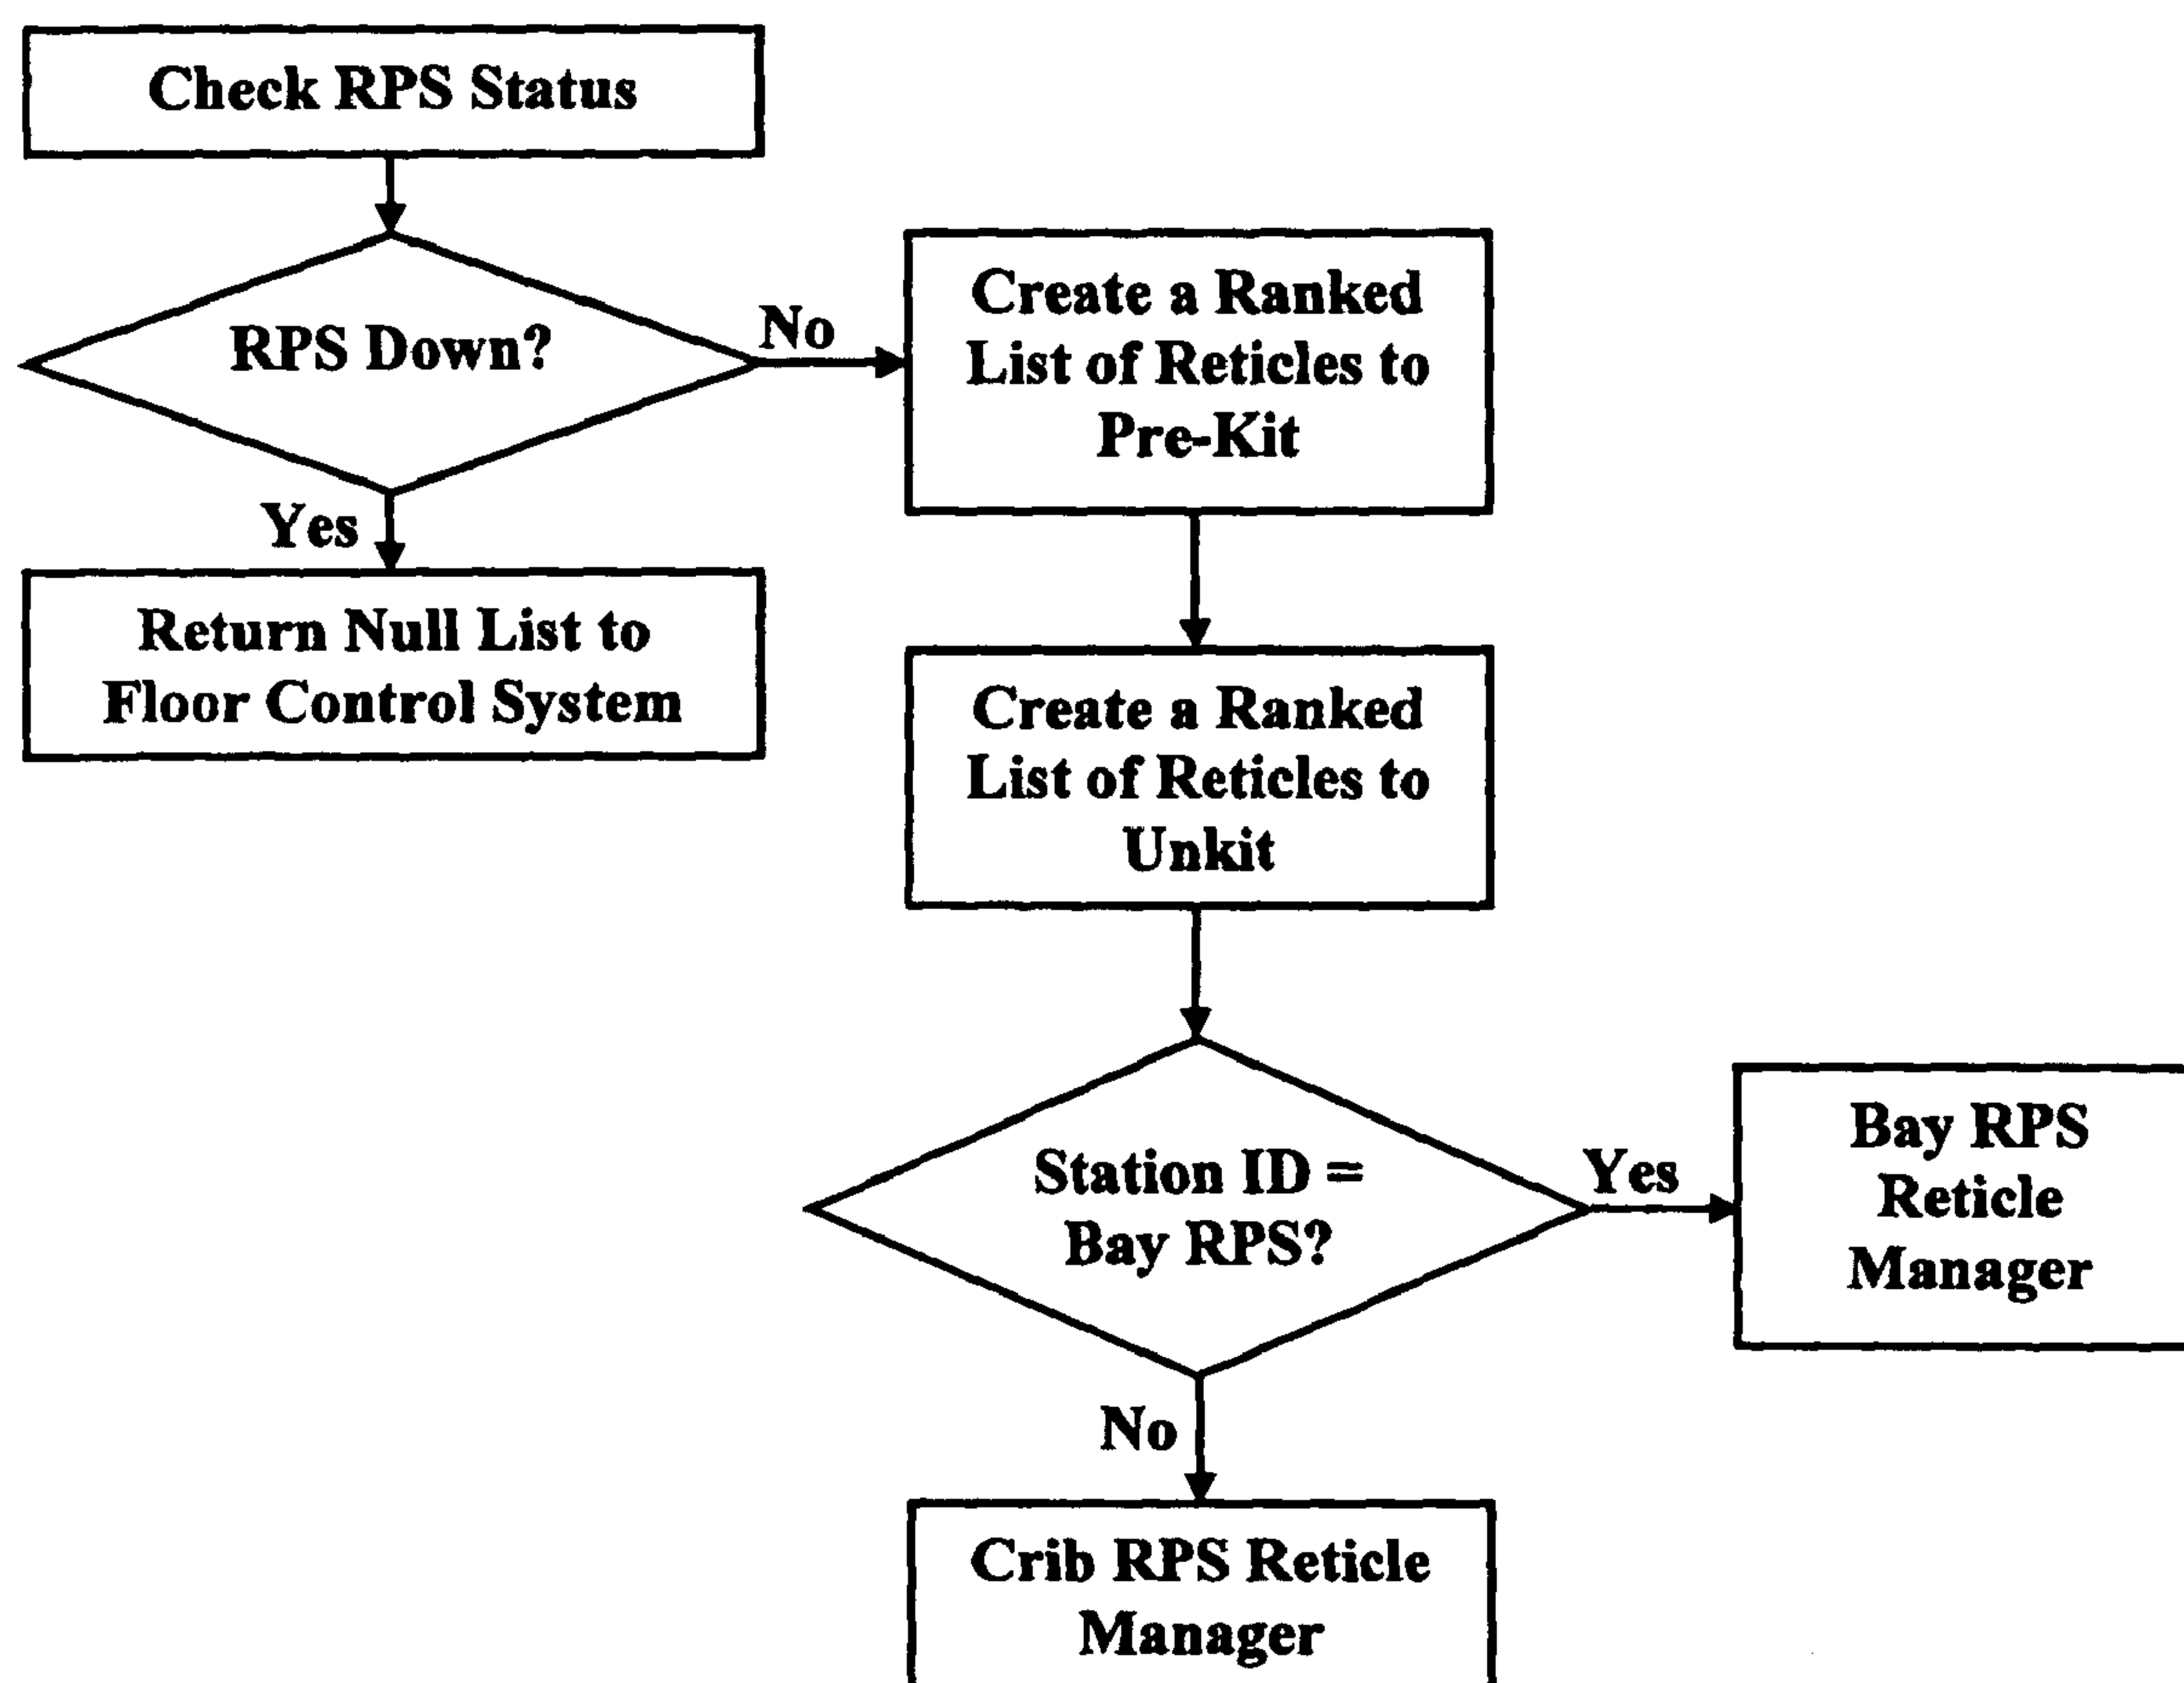 Check RPS Status
RPS Down?
No
Yes
Return Null List to
Floor Control System
Create a Ranked
List of Reticles to
Pre-Kit
Create a Ranked
List of Reticles to
Unkit
Station ID =
Bay RPS?
Yes
Bay RPS
Reticle
Manager
No
Crib RPS Reticle
Manager